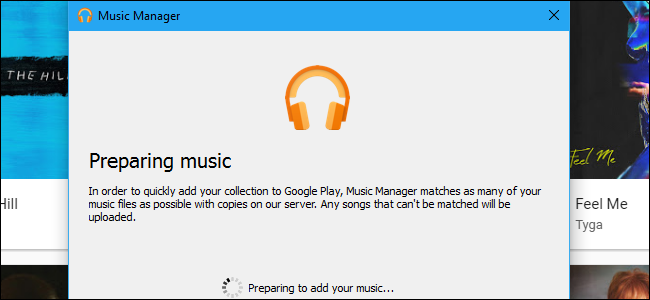 Music Manager
THE HILL
Preparing music
In order to quickly add your collection to Google Play, Music Manager matches as many of your
music files as possible with copies on our server. Any songs that can't be matched will be
uploaded.
Preparing to add your music...
Hill
Feel Me
Feel Me
Tyga